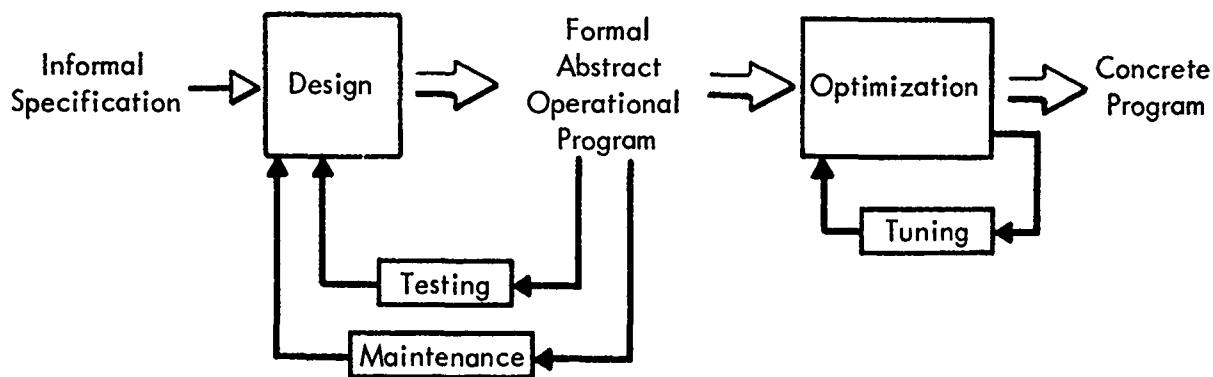 Informal
Specification
Design
Formal
Abstract
Operational
Program
Optimization
Concrete
Program
Tuning
Testing
Maintenance